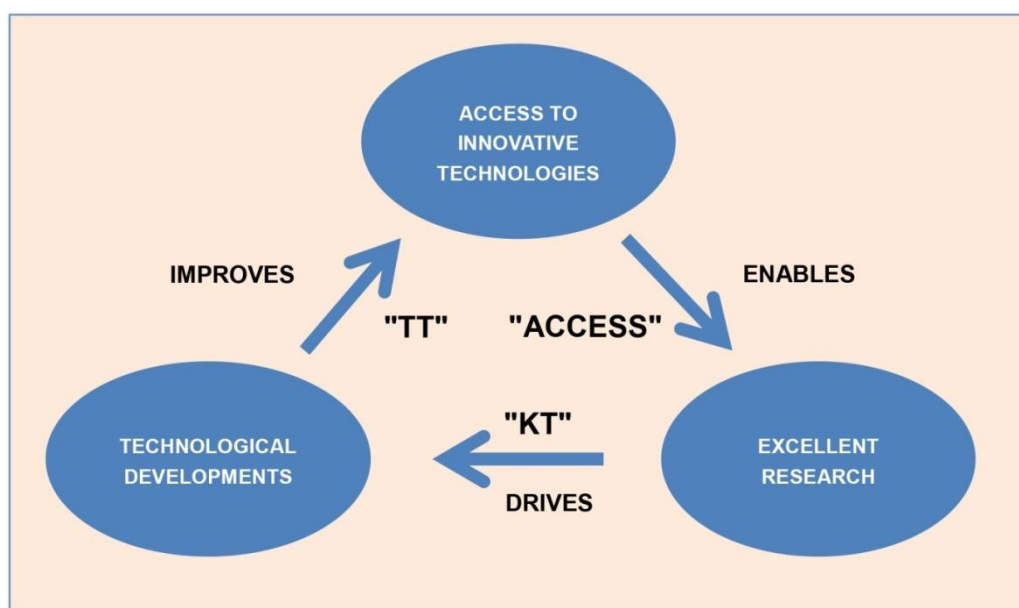 ACCESS TO
INNOVATIVE
TECHNOLOGIES
IMPROVES
ENABLES
"TT"
"ACCESS"
"KT"
TECHNOLOGICAL
DEVELOPMENTS
EXCELLENT
RESEARCH
DRIVES